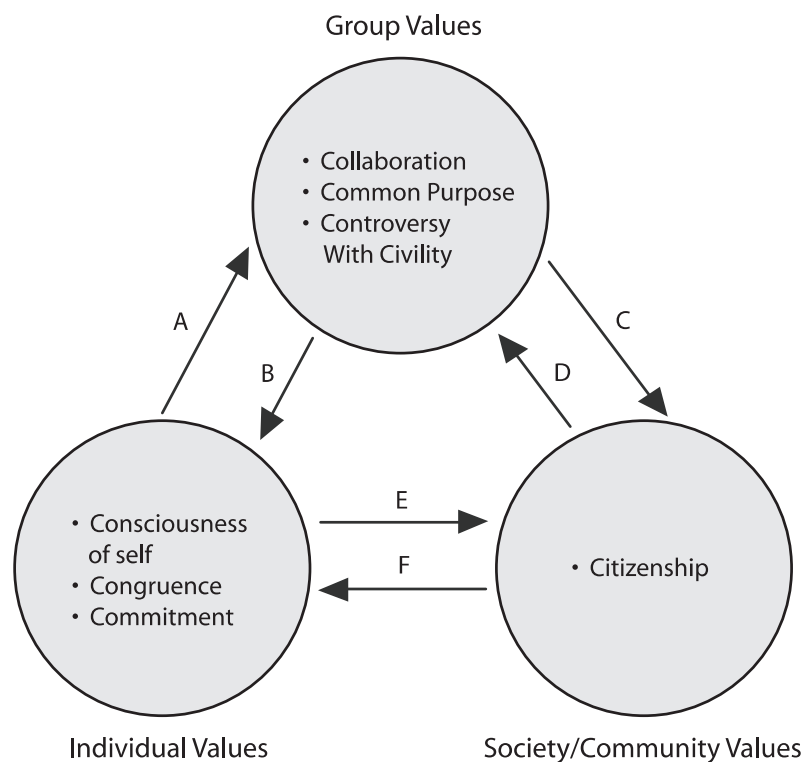 Group Values
• Collaboration
• Common Purpose
• Controversy
With Civility
A
B
C
D
E
F
• Consciousness
of self
• Congruence
• Commitment
• Citizenship
Individual Values
Society/Community Values